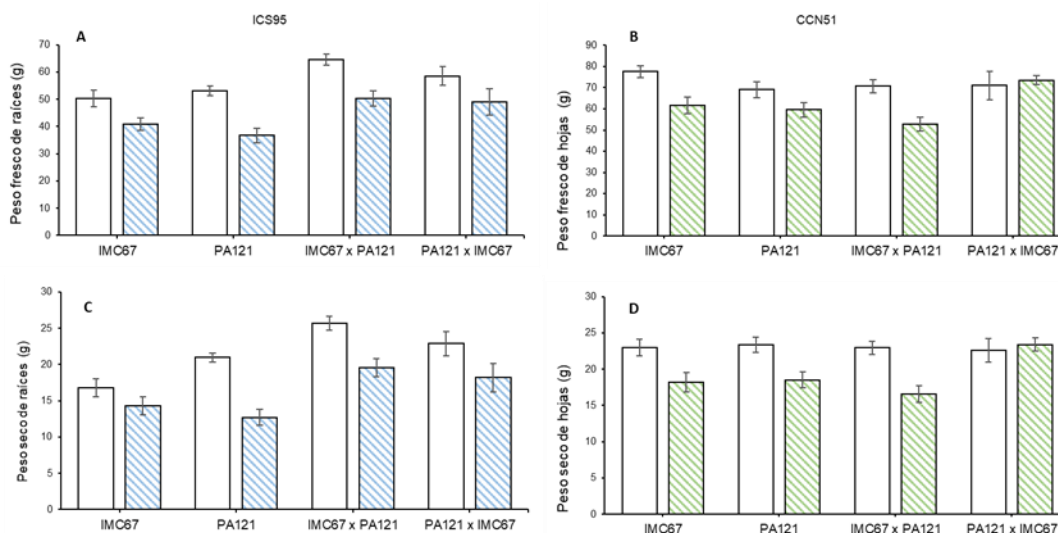 ICS95
A
Peso fresco de raíces (g)
70
60
50
40
30
20
10
0
IMC67 PA121 IMC67 x PA121 PA121 x IMC67
CCN51
B
Peso fresco de hojas (g)
90
80
70
60
50
40
30
20
10
0
IMC67 PA121 IMC67 x PA121 PA121 x IMC67
C
Peso seco de raíces (g)
30
25
20
15
10
5
0
IMC67 PA121 IMC67 x PA121 PA121 x IMC67
D
Peso seco de hojas (g)
30
25
20
15
10
5
0
IMC67 PA121 IMC67 x PA121 PA121 x IMC67